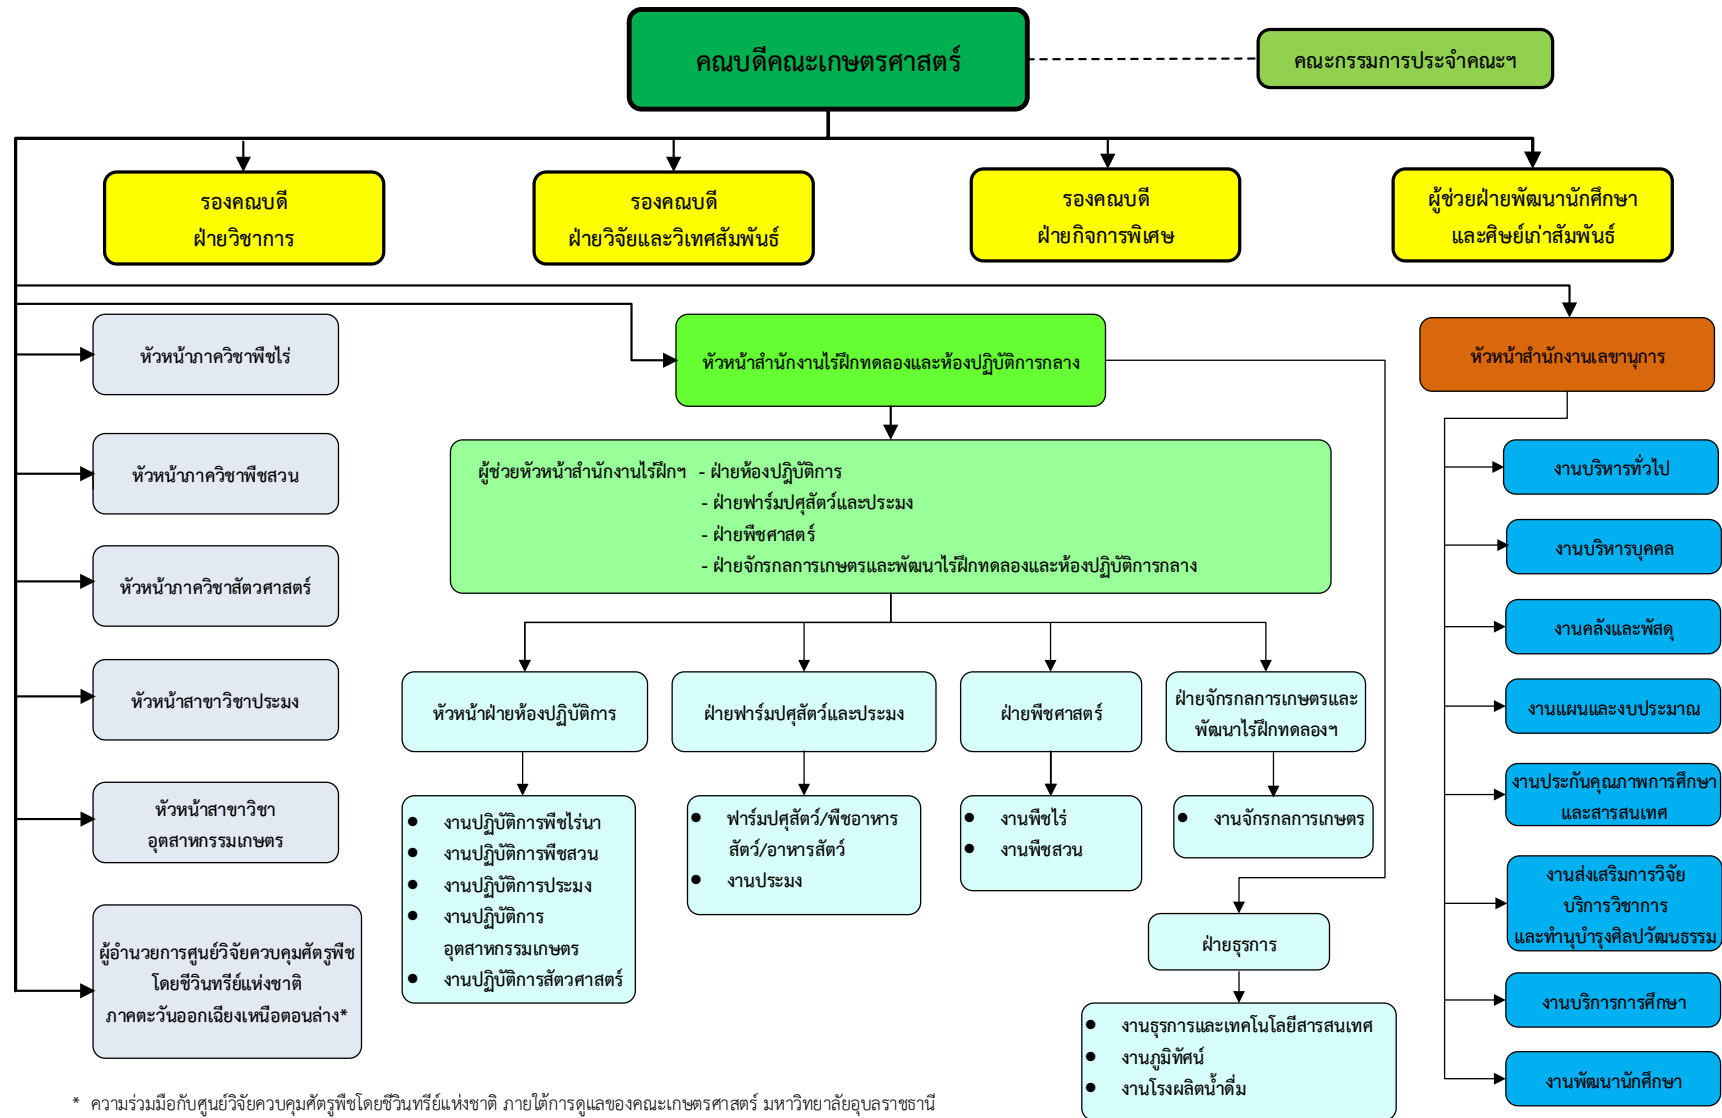 คณบดีคณะเกษตรศาสตร์
คณะกรรมการประจำคณะฯ
รองคณบดี
ฝ่ายวิชาการ
รองคณบดี
ฝ่ายวิจัยและวิเทศสัมพันธ์
รองคณบดี
ฝ่ายกิจการพิเศษ
ผู้ช่วยฝ่ายพัฒนานักศึกษา
และศิษย์เก่าสัมพันธ์
หัวหน้าภาควิชาพืชไร่
หัวหน้าภาควิชาพืชสวน
หัวหน้าภาควิชาสัตวศาสตร์
หัวหน้าสาขาวิชาประมง
หัวหน้าสาขาวิชา
อุตสาหกรรมเกษตร
ผู้อำนวยการศูนย์วิจัยควบคุมศัตรูพืช
โดยชีวินทรีย์แห่งชาติ
ภาคตะวันออกเฉียงเหนือตอนล่าง*
หัวหน้าสำนักงานไร่ฝึกทดลองและห้องปฏิบัติการกลาง
ผู้ช่วยหัวหน้าสำนักงานไร่ฝึกฯ - ฝ่ายห้องปฏิบัติการ
- ฝ่ายฟาร์มปศุสัตว์และประมง
- ฝ่ายพืชศาสตร์
- ฝ่ายจักรกลการเกษตรและพัฒนาไร่ฝึกทดลองและห้องปฏิบัติการกลาง
หัวหน้าฝ่ายห้องปฏิบัติการ
● งานปฏิบัติการพืชไร่นา
● งานปฏิบัติการพืชสวน
● งานปฏิบัติการประมง
● งานปฏิบัติการ
อุตสาหกรรมเกษตร
● งานปฏิบัติการสัตวศาสตร์
ฝ่ายฟาร์มปศุสัตว์และประมง
● ฟาร์มปศุสัตว์/พืชอาหาร
สัตว์/อาหารสัตว์
● งานประมง
ฝ่ายพืชศาสตร์
● งานพืชไร่
● งานพืชสวน
ฝ่ายจักรกลการเกษตรและ
พัฒนาไร่ฝึกทดลองฯ
● งานจักรกลการเกษตร
ฝ่ายธุรการ
● งานธุรการและเทคโนโลยีสารสนเทศ
● งานภูมิทัศน์
● งานโรงผลิตน้ำดื่ม
หัวหน้าสำนักงานเลขานุการ
งานบริหารทั่วไป
งานบริหารบุคคล
งานคลังและพัสดุ
งานแผนและงบประมาณ
งานประกันคุณภาพการศึกษา
และสารสนเทศ
งานส่งเสริมการวิจัย
บริการวิชาการ
และทำนุบำรุงศิลปวัฒนธรรม
งานบริการการศึกษา
งานพัฒนานักศึกษา
* ความร่วมมือกับศูนย์วิจัยควบคุมศัตรูพืชโดยชีวินทรีย์แห่งชาติ ภายใต้การดูแลของคณะเกษตรศาสตร์ มหาวิทยาลัยอุบลราชธานี